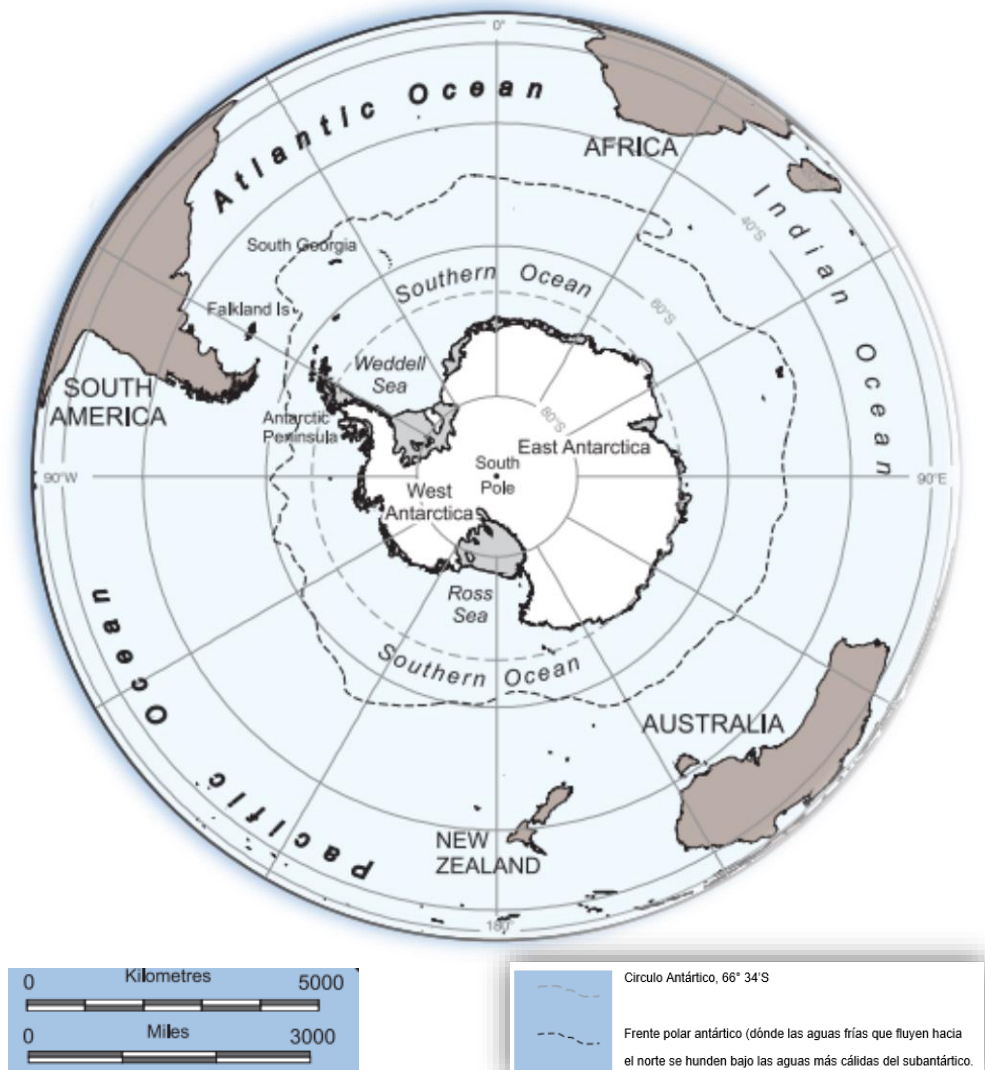 0°
Atlantic Ocean
AFRICA
Indian Ocean
40°S
South Georgia
Southern Ocean
60°S
Falkland Is
Weddell
Sea
SOUTH
AMERICA
80°S
Antarctic
Peninsula
East Antarctica
90°W
South
Pole
90°E
West
Antarctica
Ross
Sea
Southern Ocean
Pacific Ocean
AUSTRALIA
NEW
ZEALAND
180°
Kilometres
0 5000
Miles
0 3000
Circulo Antártico, 66° 34'S
Frente polar antártico (dónde las aguas frías que fluyen hacia
el norte se hunden bajo las aguas más cálidas del subantártico.